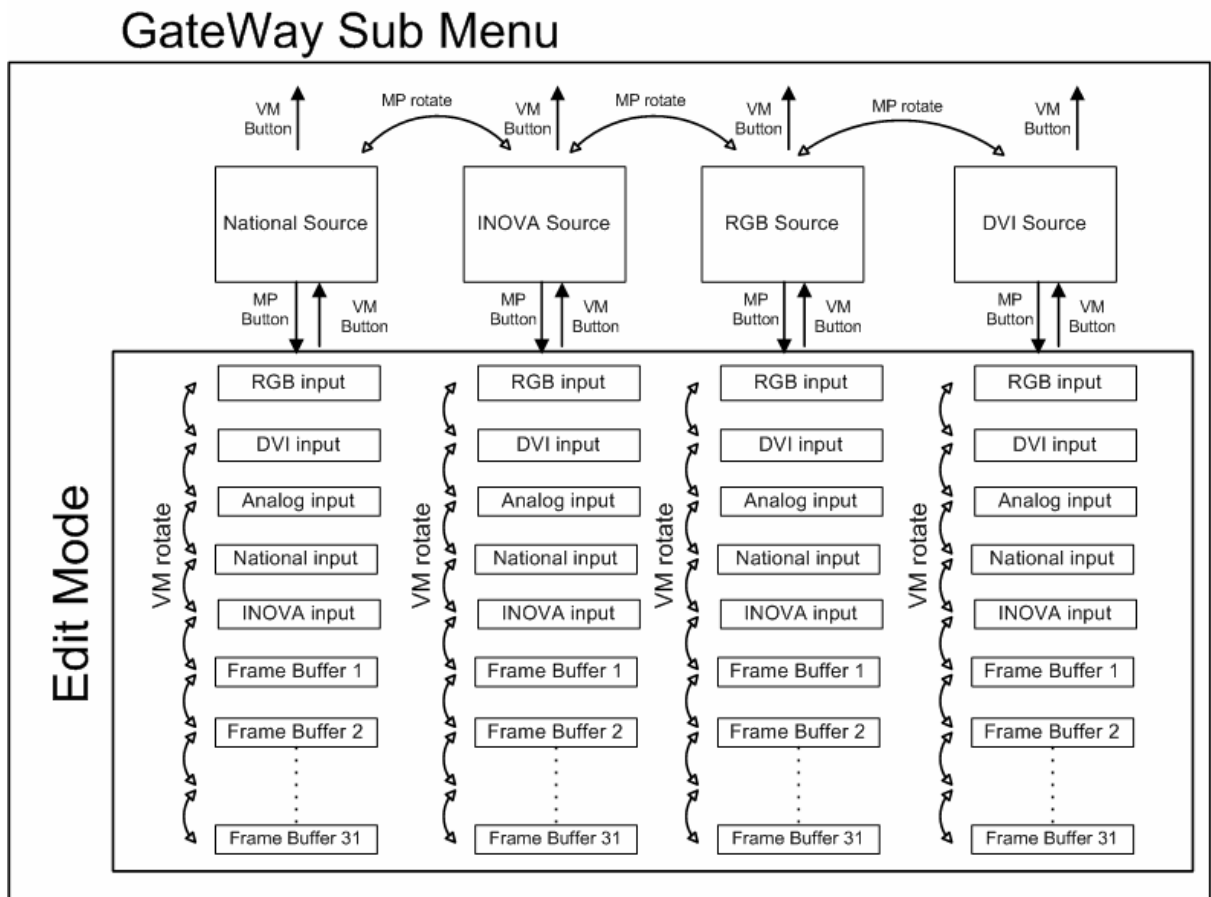 GateWay Sub Menu
VM
Button
MP rotate
VM
Button
MP rotate
VM
Button
MP rotate
VM
Button
National Source
INOVA Source
RGB Source
DVI Source
MP
Button
VM
Button
MP
Button
VM
Button
MP
Button
VM
Button
MP
Button
VM
Button
Edit Mode
VM rotate
RGB input
DVI input
Analog input
National input
INOVA input
Frame Buffer 1
Frame Buffer 2
Frame Buffer 31
VM rotate
RGB input
DVI input
Analog input
National input
INOVA input
Frame Buffer 1
Frame Buffer 2
Frame Buffer 31
VM rotate
RGB input
DVI input
Analog input
National input
INOVA input
Frame Buffer 1
Frame Buffer 2
Frame Buffer 31
VM rotate
RGB input
DVI input
Analog input
National input
INOVA input
Frame Buffer 1
Frame Buffer 2
Frame Buffer 31